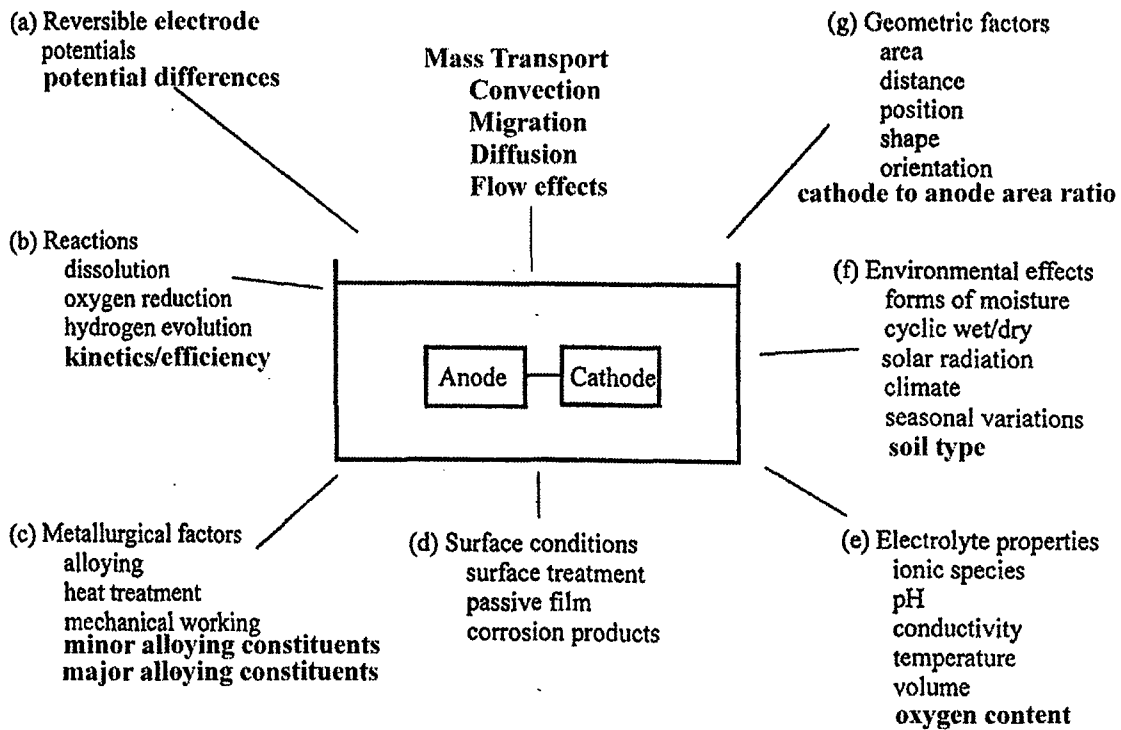 (a) Reversible electrode
potentials
potential differences
Mass Transport
Convection
Migration
Diffusion
Flow effects
(g) Geometric factors
area
distance
position
shape
orientation
cathode to anode area ratio
(b) Reactions
dissolution
oxygen reduction
hydrogen evolution
kinetics/efficiency
Anode
Cathode
(f) Environmental effects
forms of moisture
cyclic wet/dry
solar radiation
climate
seasonal variations
soil type
(c) Metallurgical factors
alloying
heat treatment
mechanical working
minor alloying constituents
major alloying constituents
(d) Surface conditions
surface treatment
passive film
corrosion products
(e) Electrolyte properties
ionic species
pH
conductivity
temperature
volume
oxygen content